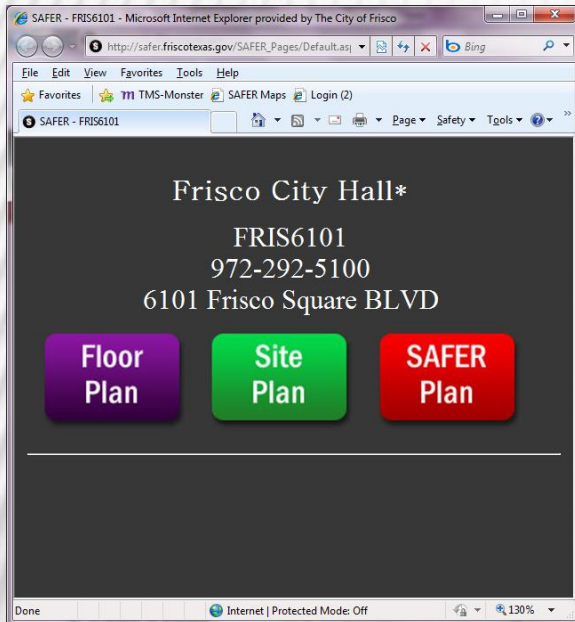 SAFER - FRIS6101 - Microsoft Internet Explorer provided by The City of Frisco
http://safer.friscotexas.gov/SAFER_Pages/Default.asp
Bing
File Edit View Favorites Tools Help
Favorites TMS-Monster SAFER Maps Login (2)
SAFER - FRIS6101 Page Safety Tools
Frisco City Hall*
FRIS6101
972-292-5100
6101 Frisco Square BLVD
Floor Plan
Site Plan
SAFER Plan
Done Internet | Protected Mode: Off 130%